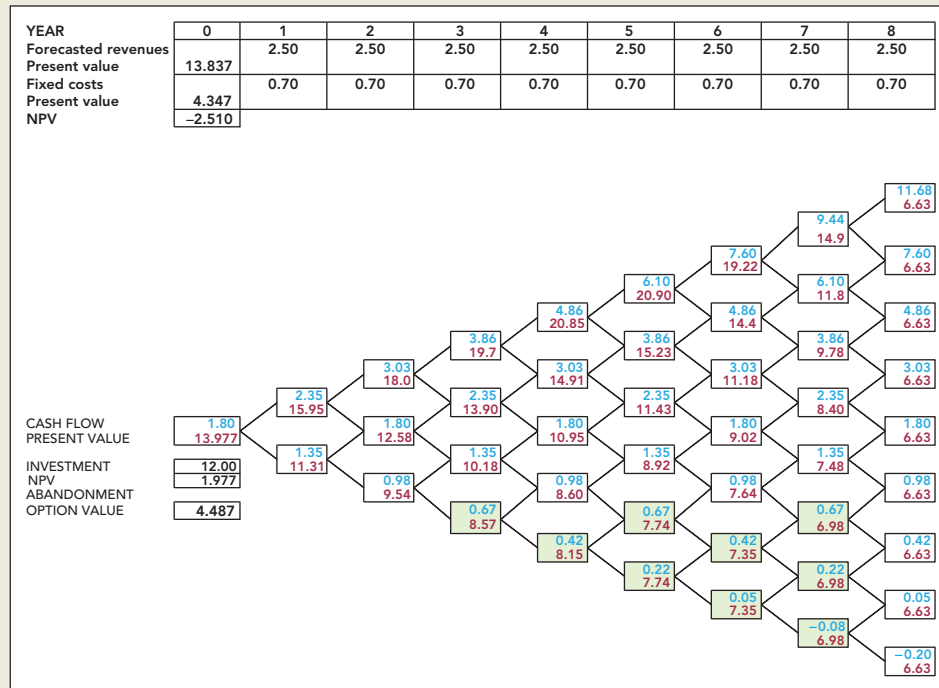 YEAR 0 1 2 3 4 5 6 7 8
Forecasted revenues 2.50 2.50 2.50 2.50 2.50 2.50 2.50 2.50
Present value 13.837
Fixed costs 0.70 0.70 0.70 0.70 0.70 0.70 0.70 0.70
Present value 4.347
NPV −2.510
11.68
6.63
9.44
14.9
7.60 7.60
19.22 6.63
6.10 6.10
20.90 11.8
4.86 4.86 4.86
20.85 14.4 6.63
3.86 3.86 3.86
19.7 15.23 9.78
3.03 3.03 3.03 3.03
18.0 14.91 11.18 6.63
2.35 2.35 2.35 2.35
15.95 13.90 11.43 8.40
CASH FLOW 1.80 1.80 1.80 1.80 1.80
PRESENT VALUE 13.977 12.58 10.95 9.02 6.63
1.35 1.35 1.35 1.35
INVESTMENT 12.00 11.31 10.18 8.92 7.48
NPV 1.977 0.98 0.98 0.98 0.98
ABANDONMENT 9.54 8.60 7.64 6.63
OPTION VALUE 4.487 0.67 0.67 0.67
8.57 7.74 6.98
0.42 0.42 0.42
8.15 7.35 6.63
0.22 0.22
7.74 6.98
0.05 0.05
7.35 6.63
−0.08
6.98
−0.20
6.63